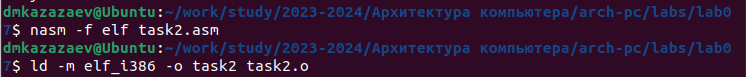 dmkazazaev@Ubuntu:~/work/study/2023-2024/Архитектура компьютера/arch-pc/labs/lab0
7$ nasm -f elf task2.asm
dmkazazaev@Ubuntu:~/work/study/2023-2024/Архитектура компьютера/arch-pc/labs/lab0
7$ ld -m elf_i386 -o task2 task2.o